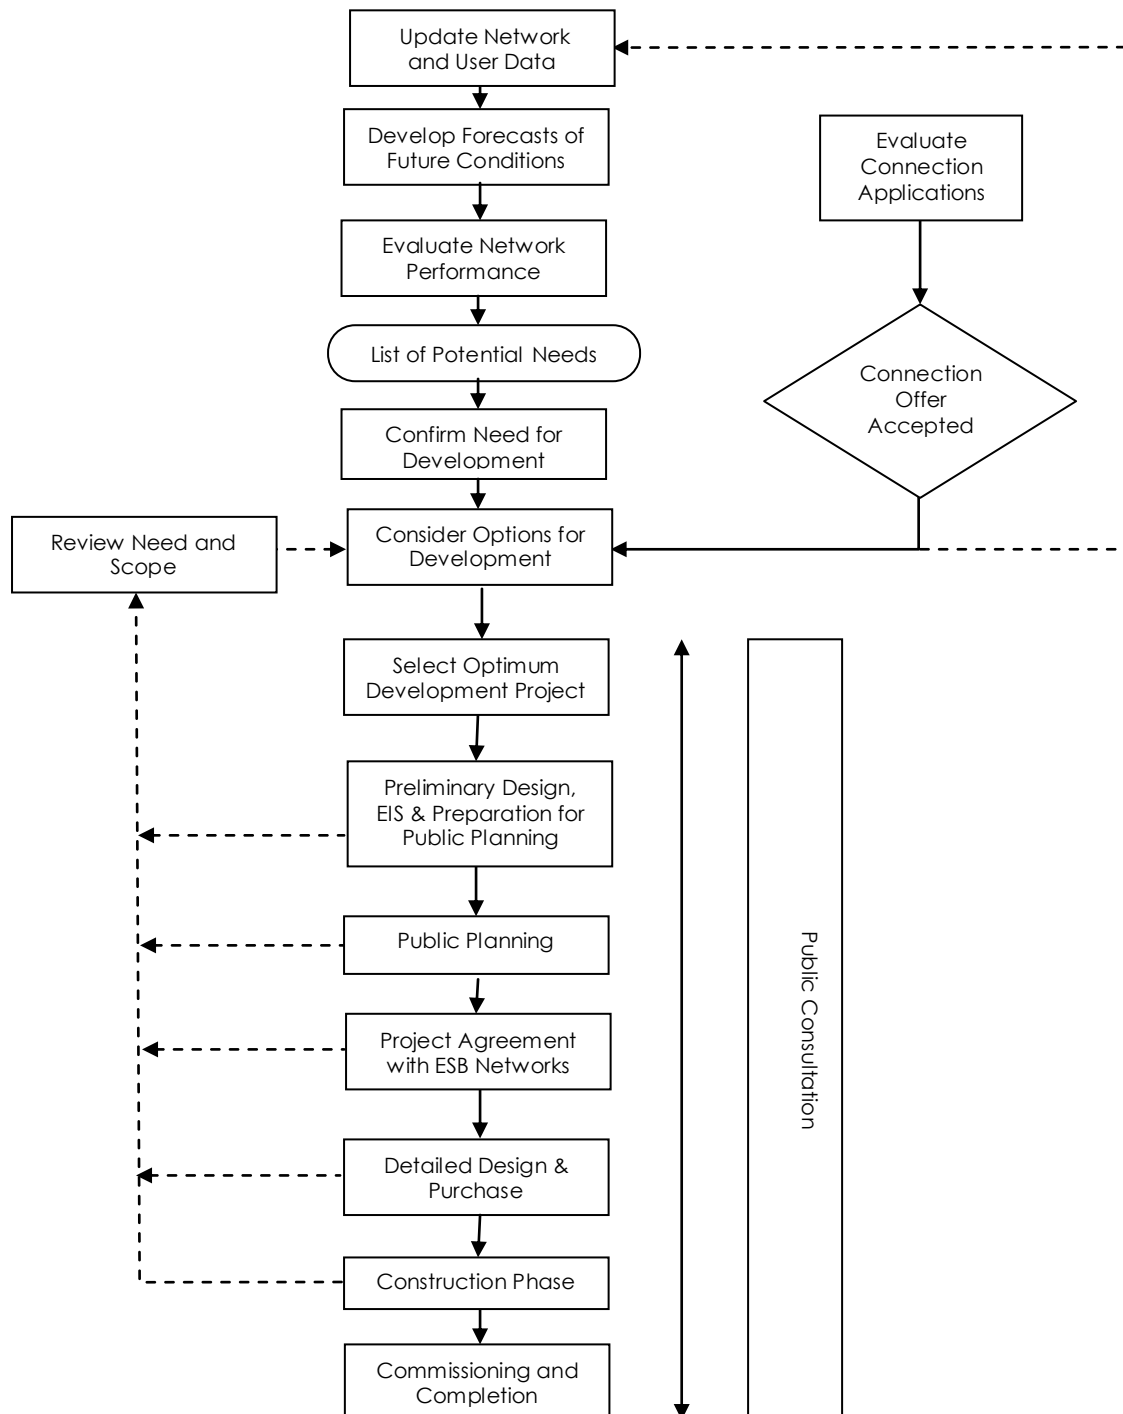 Update Network
and User Data
Develop Forecasts of
Future Conditions
Evaluate
Connection
Applications
Evaluate Network
Performance
List of Potential Needs
Connection
Offer
Accepted
Confirm Need for
Development
Review Need and
Scope
Consider Options for
Development
Select Optimum
Development Project
Preliminary Design,
EIS & Preparation for
Public Planning
Public Planning
Project Agreement
with ESB Networks
Public Consultation
Detailed Design &
Purchase
Construction Phase
Commissioning and
Completion